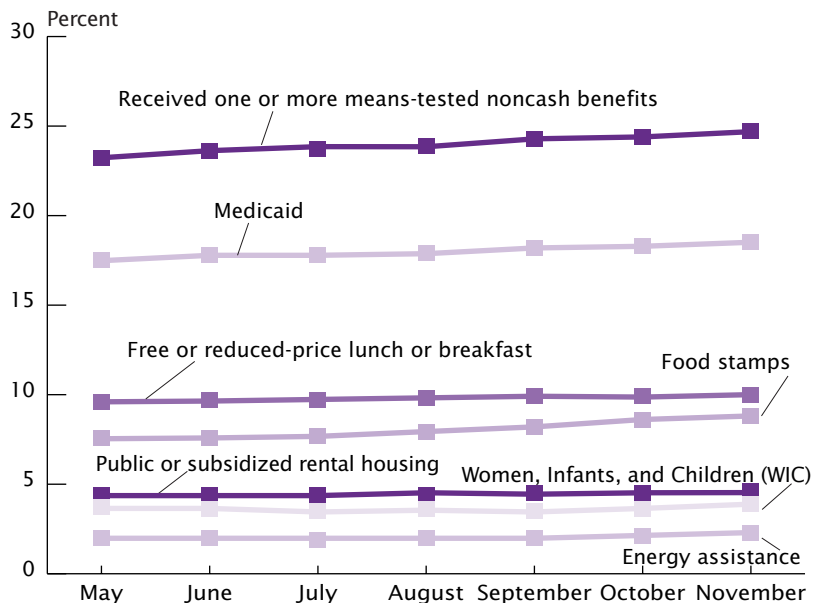 Percent
30
Received one or more means-tested noncash benefits
25
20
Medicaid
15
Free or reduced-price lunch or breakfast
Food stamps
10
Public or subsidized rental housing
Women, Infants, and Children (WIC)
5
Energy assistance
0
May June July August September October November